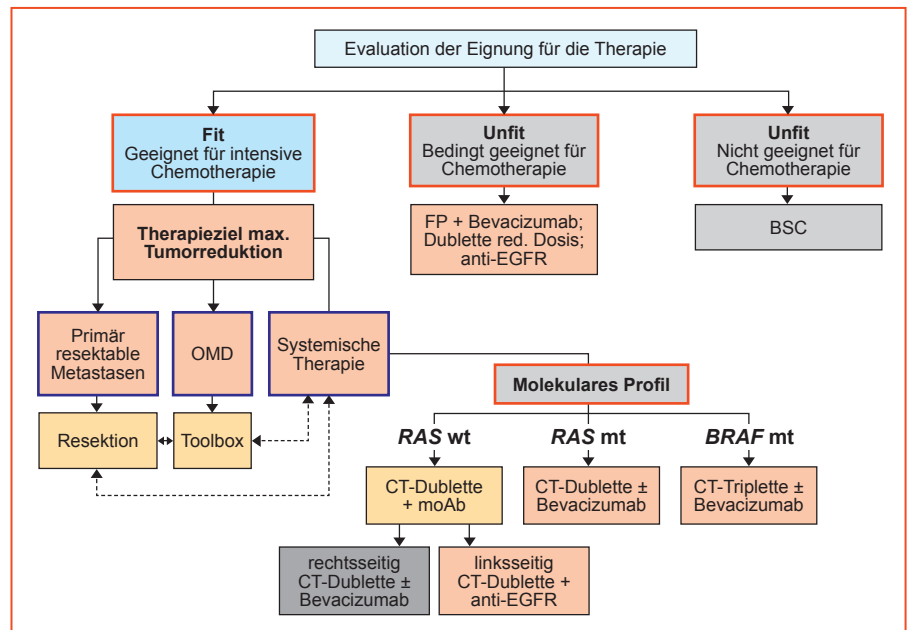 Evaluation der Eignung für die Therapie
Fit
Geeignet für intensive
Chemotherapie
Unfit
Bedingt geeignet für
Chemotherapie
Unfit
Nicht geeignet für
Chemotherapie
Therapieziel max.
Tumorreduktion
FP + Bevacizumab;
Dublette red. Dosis;
anti-EGFR
BSC
Primär
resektable
Metastasen
OMD
Systemische
Therapie
Molekulares Profil
Resektion
Toolbox
RAS wt
RAS mt
BRAF mt
CT-Dublette
+ moAb
CT-Dublette ±
Bevacizumab
CT-Triplette ±
Bevacizumab
rechtsseitig
CT-Dublette ±
Bevacizumab
linksseitig
CT-Dublette +
anti-EGFR